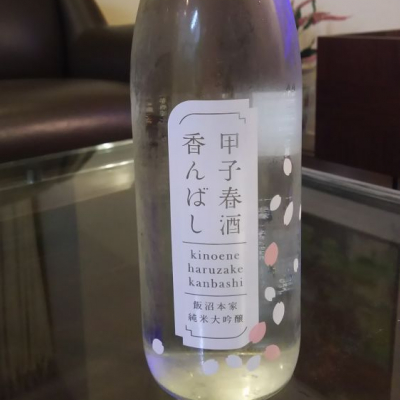 甲子春酒
香んばし
kinoene
haruzake
kanbashi
飯沼本家
純米大吟醸